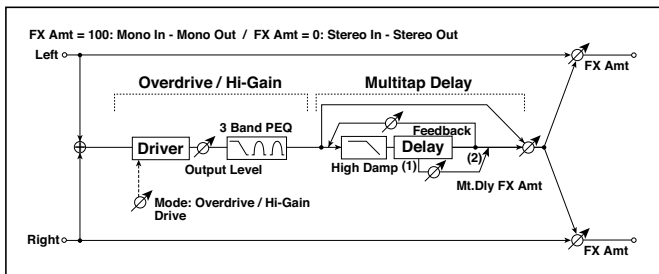 FX Amt = 100: Mono In - Mono Out / FX Amt = 0: Stereo In - Stereo Out
Left
FX Amt
Overdrive / Hi-Gain
Multitap Delay
3 Band PEQ
Feedback
Driver
Delay
Output Level
High Damp
(1)
(2)
Mt.Dly FX Amt
Mode: Overdrive / Hi-Gain
Drive
Right
FX Amt